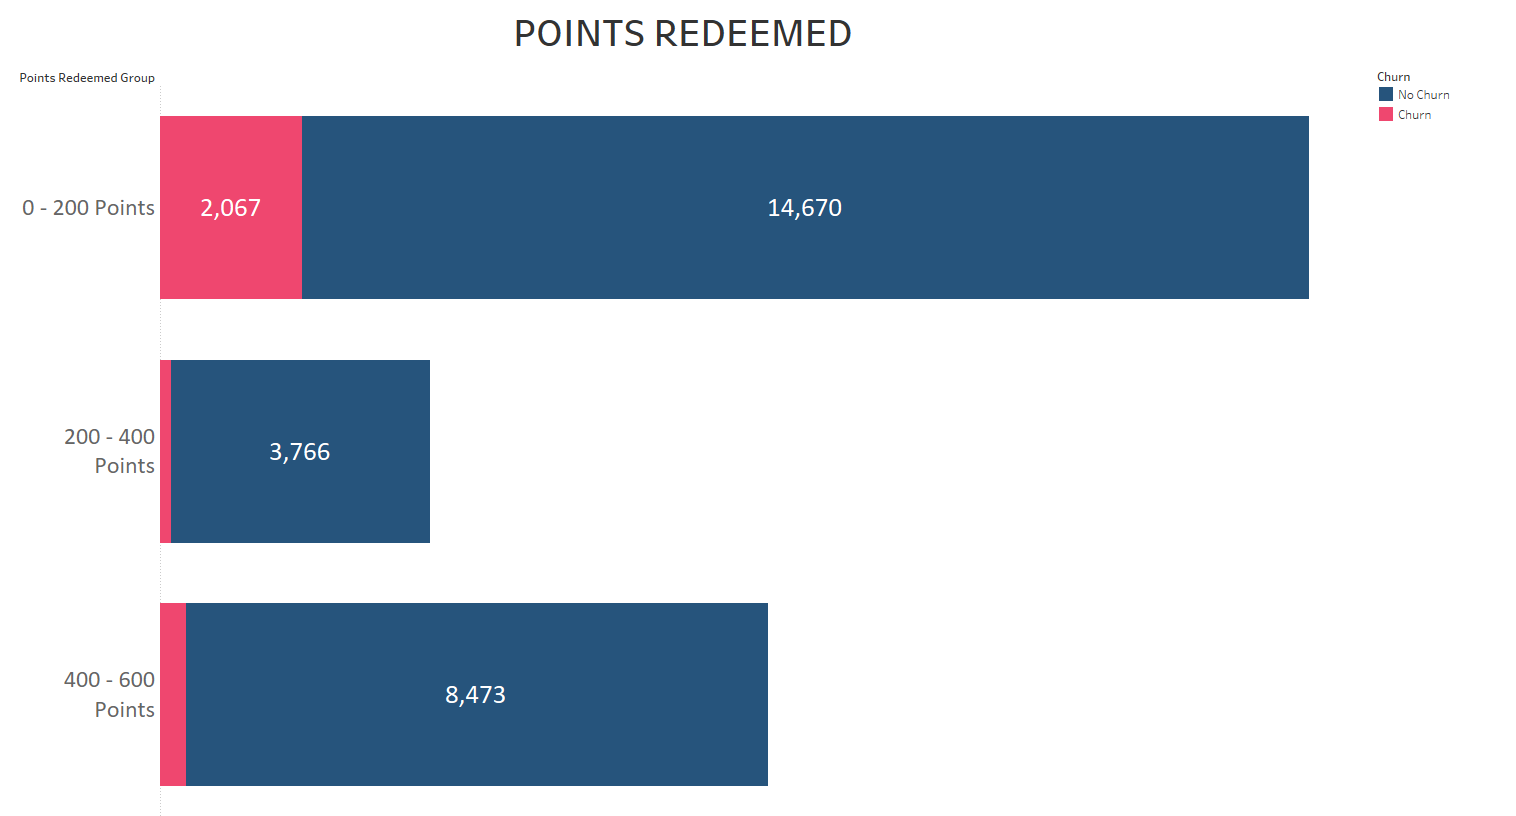 POINTS REDEEMED
Points Redeemed Group
Churn
No Churn
Churn
0 - 200 Points
2,067
14,670
200 - 400
Points
3,766
400 - 600
Points
8,473